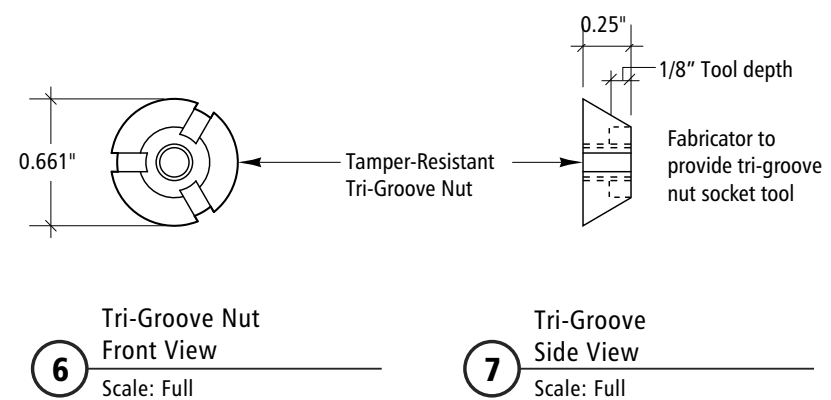 0.25"
1/8” Tool depth
0.661"
Tamper-Resistant
Tri-Groove Nut
Fabricator to
provide tri-groove
nut socket tool
6
Tri-Groove Nut
Front View
Scale: Full
7
Tri-Groove
Side View
Scale: Full